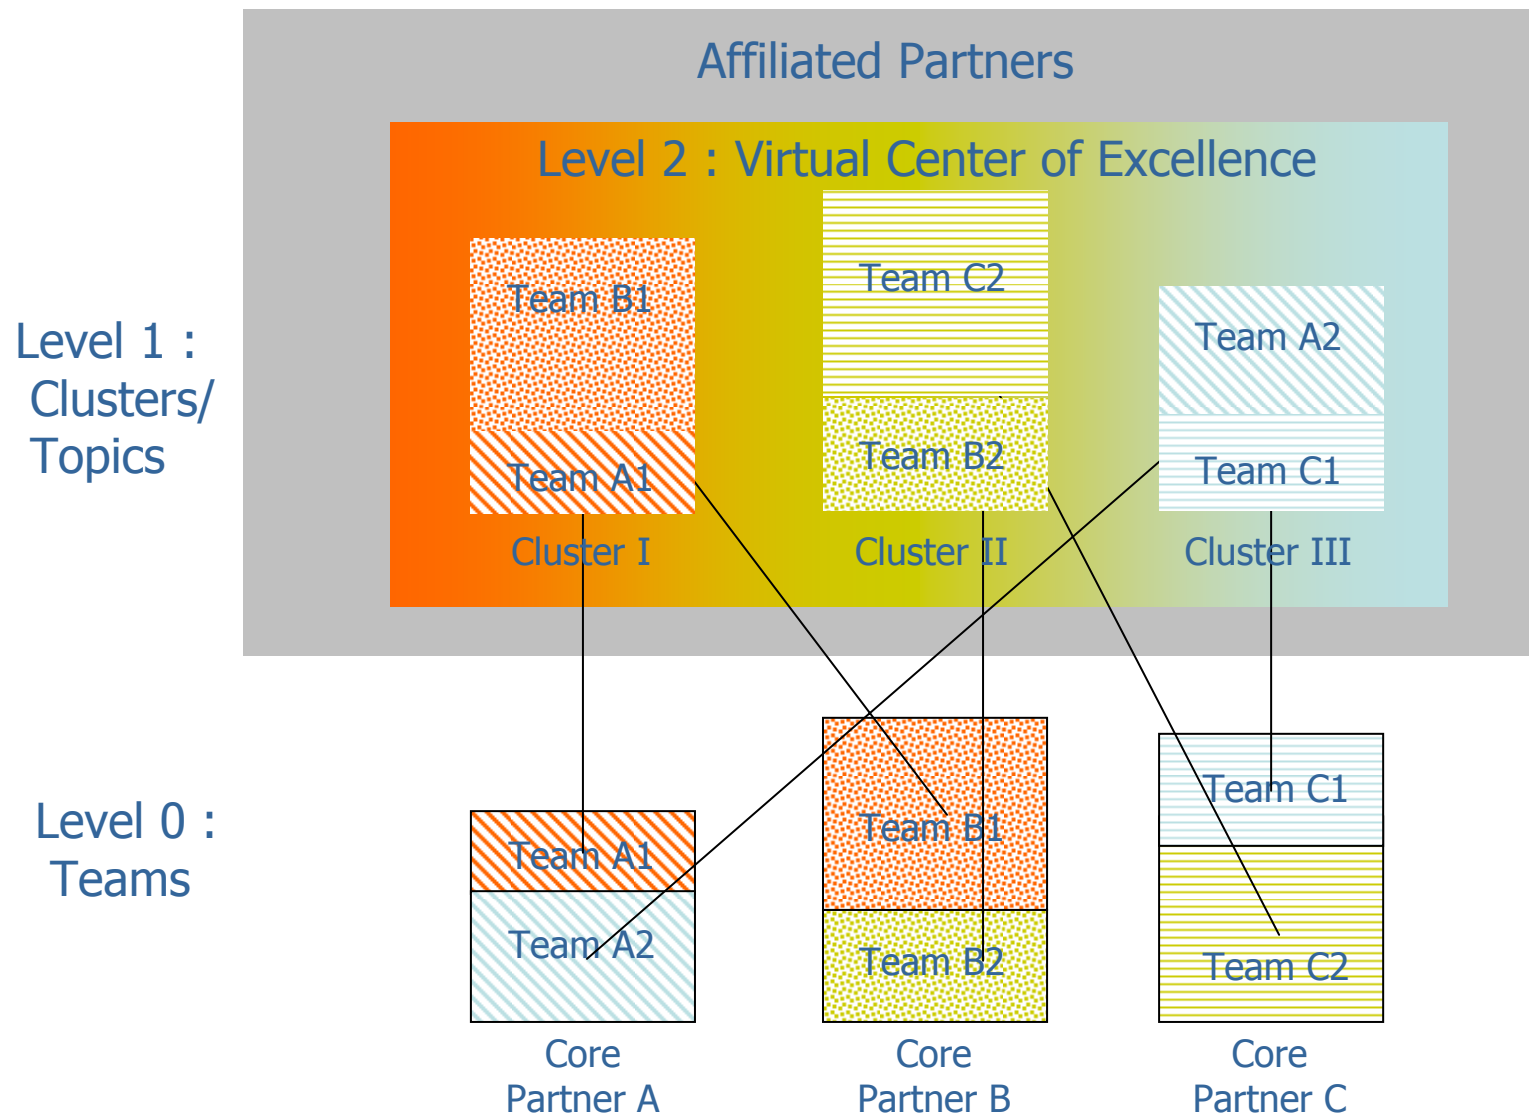 Affiliated Partners
Level 2 : Virtual Center of Excellence
Level 1 :
Clusters/
Topics
Team B1
Team A1
Cluster I
Team C2
Team B2
Cluster II
Team A2
Team C1
Cluster III
Level 0 :
Teams
Team A1
Team A2
Core
Partner A
Team B1
Team B2
Core
Partner B
Team C1
Team C2
Core
Partner C